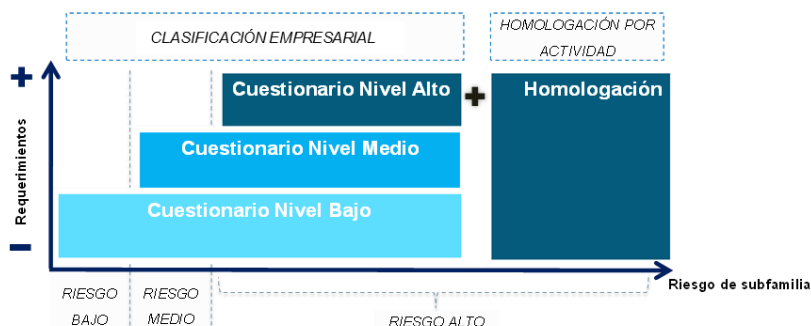 CLASIFICACIÓN EMPRESARIAL
HOMOLOGACIÓN POR
ACTIVIDAD
+
Cuestionario Nivel Alto
+
Homologación
Cuestionario Nivel Medio
Cuestionario Nivel Bajo
Requerimientos
–
Riesgo de subfamilia
RIESGO
BAJO
RIESGO
MEDIO
RIESGO ALTO